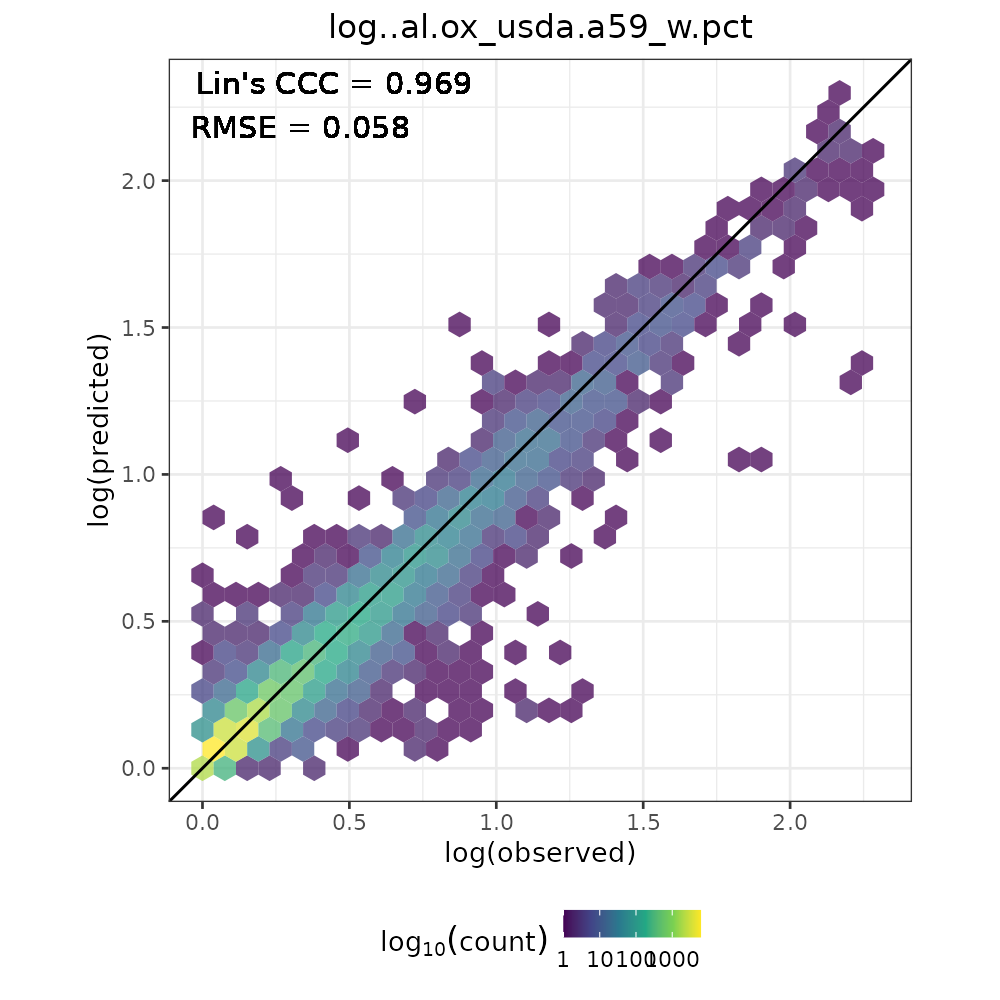 log..al.ox_usda.a59_w.pct
Lin's CCC = 0.969
RMSE = 0.058
log(predicted)
2.0
1.5
1.0
0.5
0.0
0.0 0.5 1.0 1.5 2.0
log(observed)
log₁₀(count)
1 10 100 1000